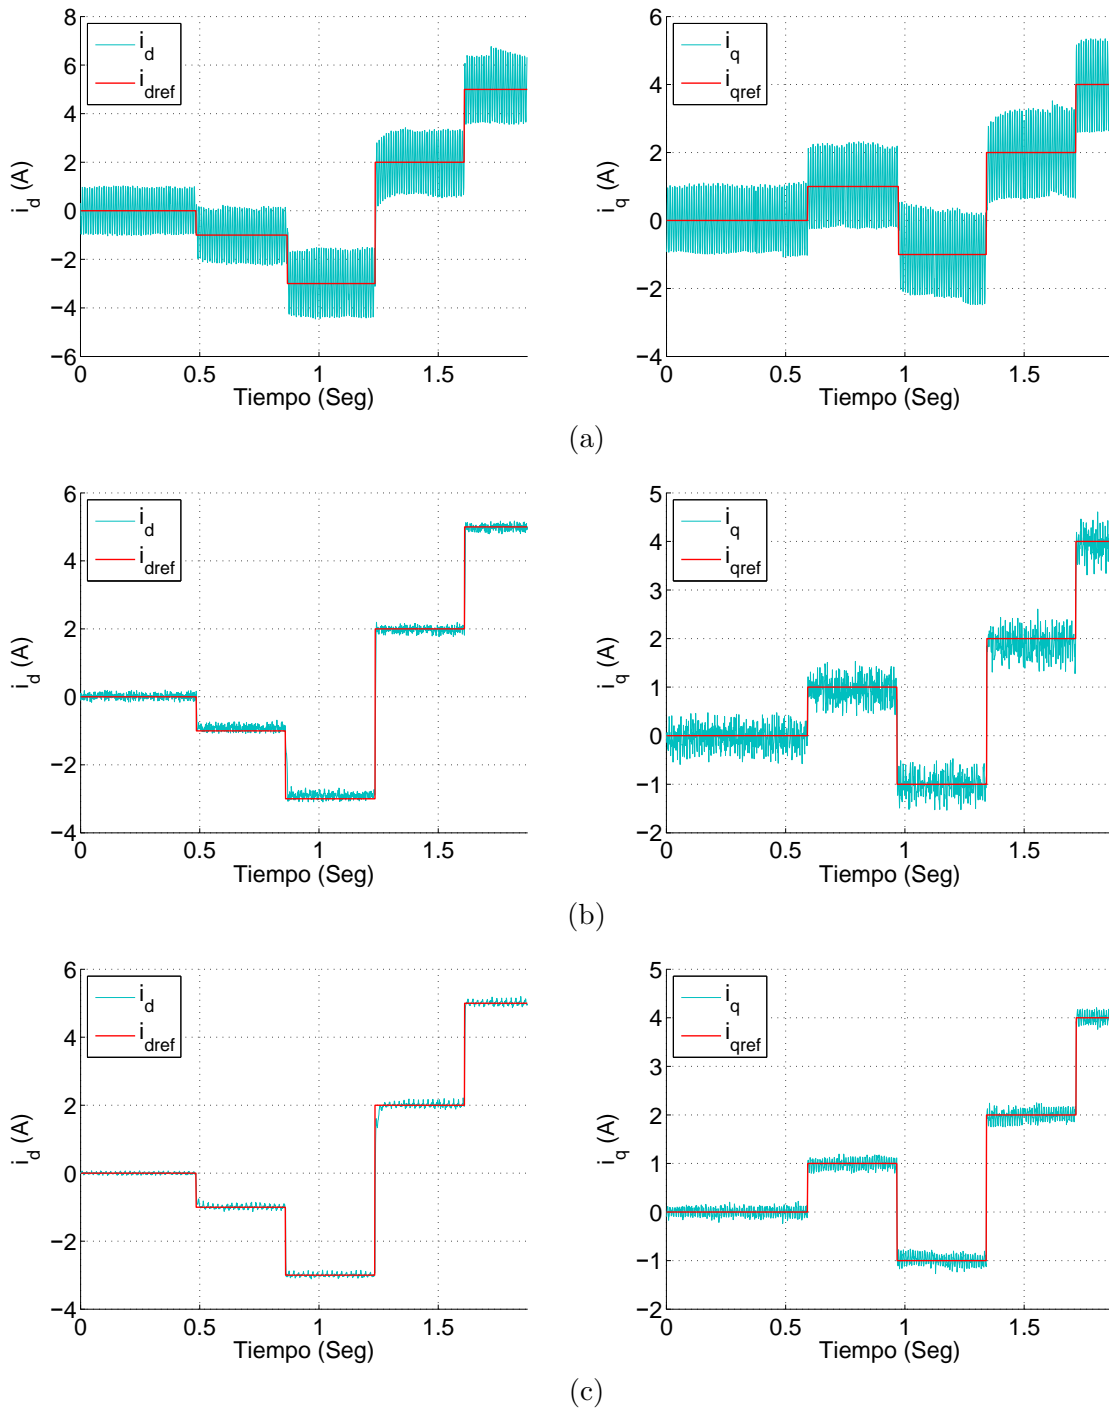 8
6
4
2
0
−2
−4
−6
i_d (A)
0
0.5
1
1.5
Tiempo (Seg)
i_d
i_dref
6
4
2
0
−2
−4
i_q (A)
0
0.5
1
1.5
Tiempo (Seg)
i_q
i_qref
(a)
6
4
2
0
−2
−4
i_d (A)
0
0.5
1
1.5
Tiempo (Seg)
i_d
i_dref
5
4
3
2
1
0
−1
−2
i_q (A)
0
0.5
1
1.5
Tiempo (Seg)
i_q
i_qref
(b)
6
4
2
0
−2
−4
i_d (A)
0
0.5
1
1.5
Tiempo (Seg)
i_d
i_dref
5
4
3
2
1
0
−1
−2
i_q (A)
0
0.5
1
1.5
Tiempo (Seg)
i_q
i_qref
(c)